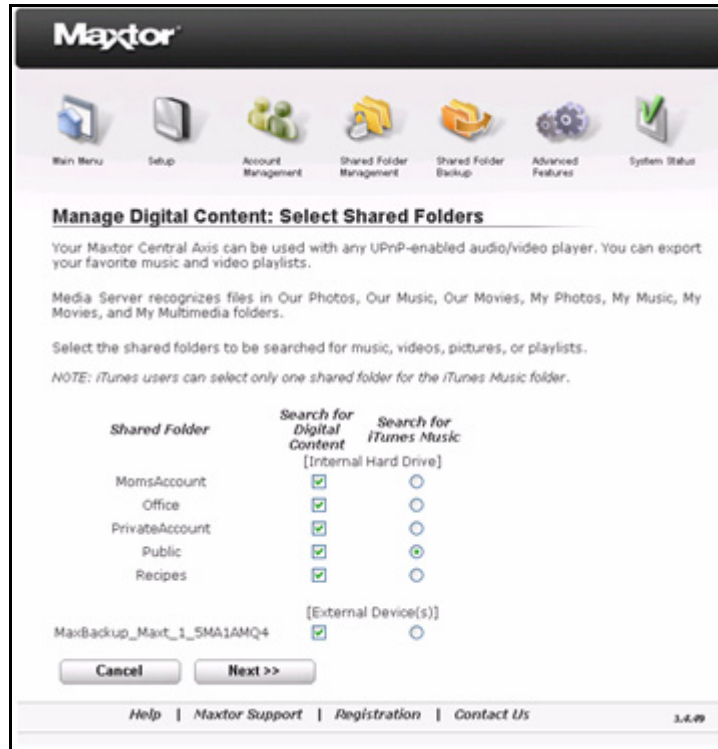 Maxtor
Main Menu
Setup
Account Management
Shared Folder Management
Shared Folder Backup
Advanced Features
System Status
Manage Digital Content: Select Shared Folders
Your Maxtor Central Axis can be used with any UPnP-enabled audio/video player. You can export
your favorite music and video playlists.
Media Server recognizes files in Our Photos, Our Music, Our Movies, My Photos, My Music, My
Movies, and My Multimedia folders.
Select the shared folders to be searched for music, videos, pictures, or playlists.
NOTE: iTunes users can select only one shared folder for the iTunes Music folder.
Shared Folder
Search for Digital Content
Search for iTunes Music
[Internal Hard Drive]
MomsAccount
Office
PrivateAccount
Public
Recipes
[External Device(s)]
MaxBackup_Maxt_1_5MA1AMQ4
Cancel
Next >>
Help | Maxtor Support | Registration | Contact Us
3.4.49